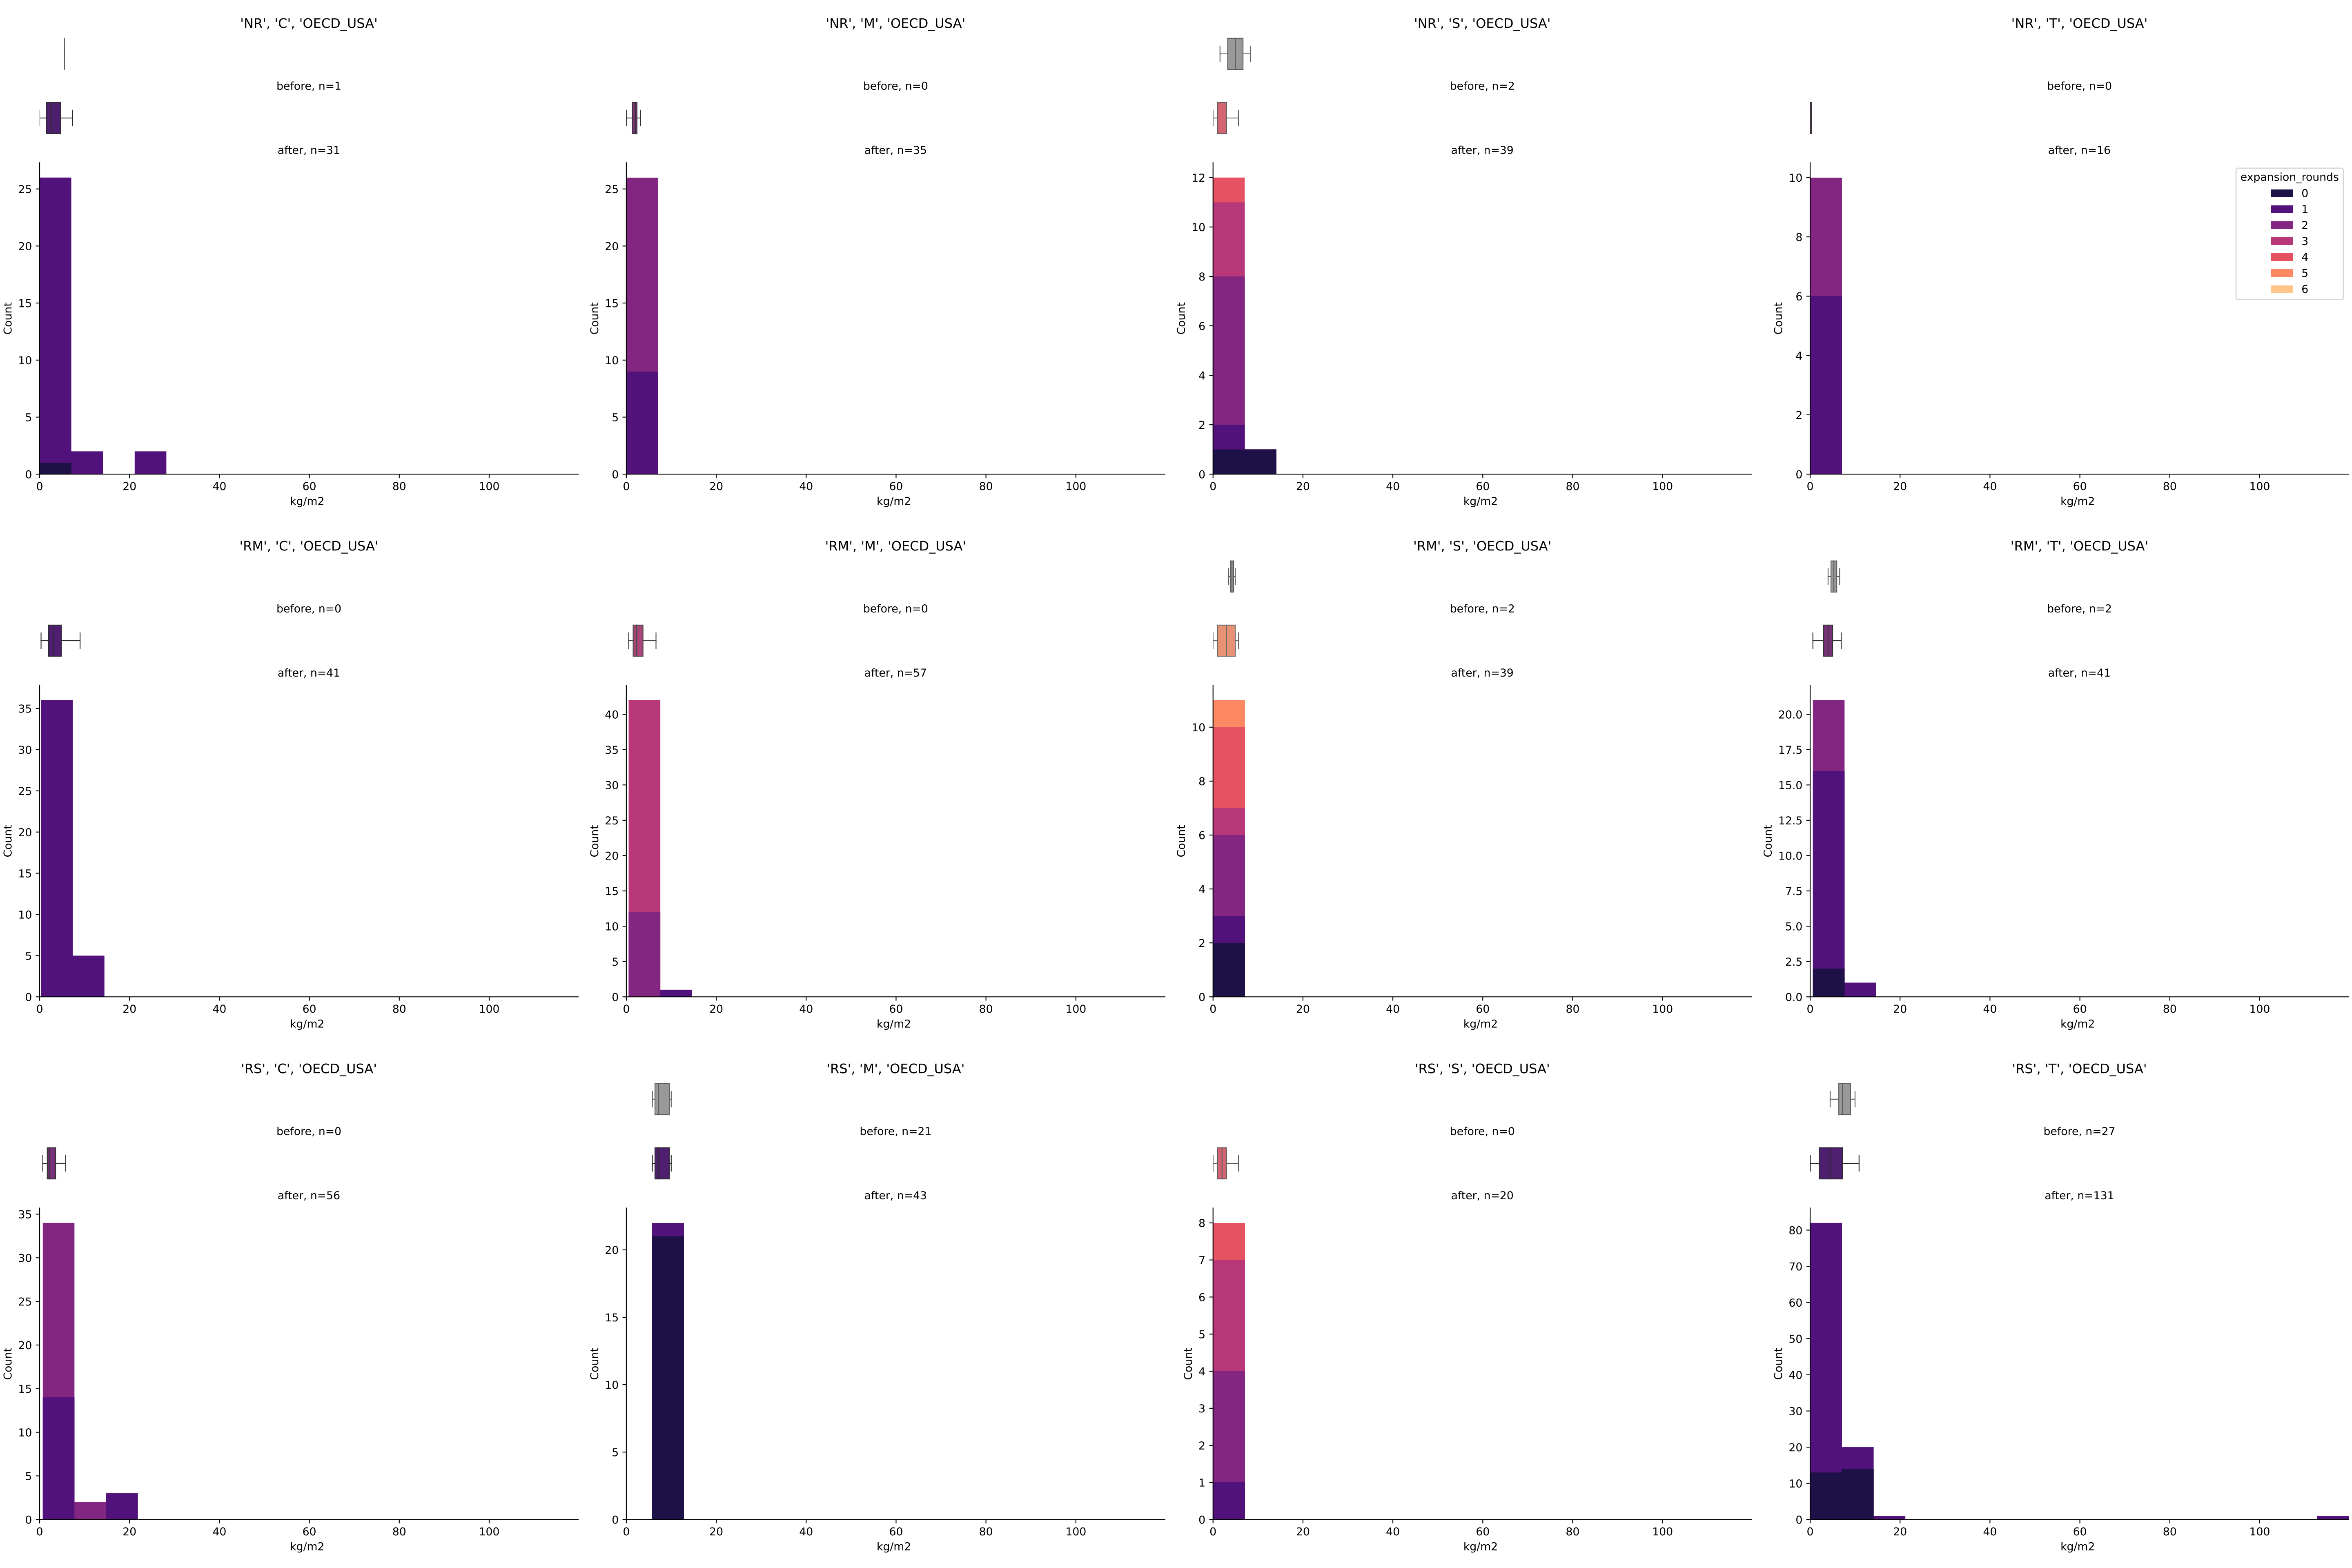 'NR', 'C', 'OECD_USA'
before, n=1
after, n=31
25
20
15
10
5
0
Count
0 20 40 60 80 100
kg/m2
'NR', 'M', 'OECD_USA'
before, n=0
after, n=35
25
20
15
10
5
0
Count
0 20 40 60 80 100
kg/m2
'NR', 'S', 'OECD_USA'
before, n=2
after, n=39
12
10
8
6
4
2
0
Count
0 20 40 60 80 100
kg/m2
'NR', 'T', 'OECD_USA'
before, n=0
after, n=16
10
8
6
4
2
0
Count
0 20 40 60 80 100
kg/m2
expansion_rounds
0
1
2
3
4
5
6
'RM', 'C', 'OECD_USA'
before, n=0
after, n=41
35
30
25
20
15
10
5
0
Count
0 20 40 60 80 100
kg/m2
'RM', 'M', 'OECD_USA'
before, n=0
after, n=57
40
35
30
25
20
15
10
5
0
Count
0 20 40 60 80 100
kg/m2
'RM', 'S', 'OECD_USA'
before, n=2
after, n=39
10
8
6
4
2
0
Count
0 20 40 60 80 100
kg/m2
'RM', 'T', 'OECD_USA'
before, n=2
after, n=41
20.0
17.5
15.0
12.5
10.0
7.5
5.0
2.5
0.0
Count
0 20 40 60 80 100
kg/m2
'RS', 'C', 'OECD_USA'
before, n=0
after, n=56
35
30
25
20
15
10
5
0
Count
0 20 40 60 80 100
kg/m2
'RS', 'M', 'OECD_USA'
before, n=21
after, n=43
20
15
10
5
0
Count
0 20 40 60 80 100
kg/m2
'RS', 'S', 'OECD_USA'
before, n=0
after, n=20
8
7
6
5
4
3
2
1
0
Count
0 20 40 60 80 100
kg/m2
'RS', 'T', 'OECD_USA'
before, n=27
after, n=131
80
70
60
50
40
30
20
10
0
Count
0 20 40 60 80 100
kg/m2